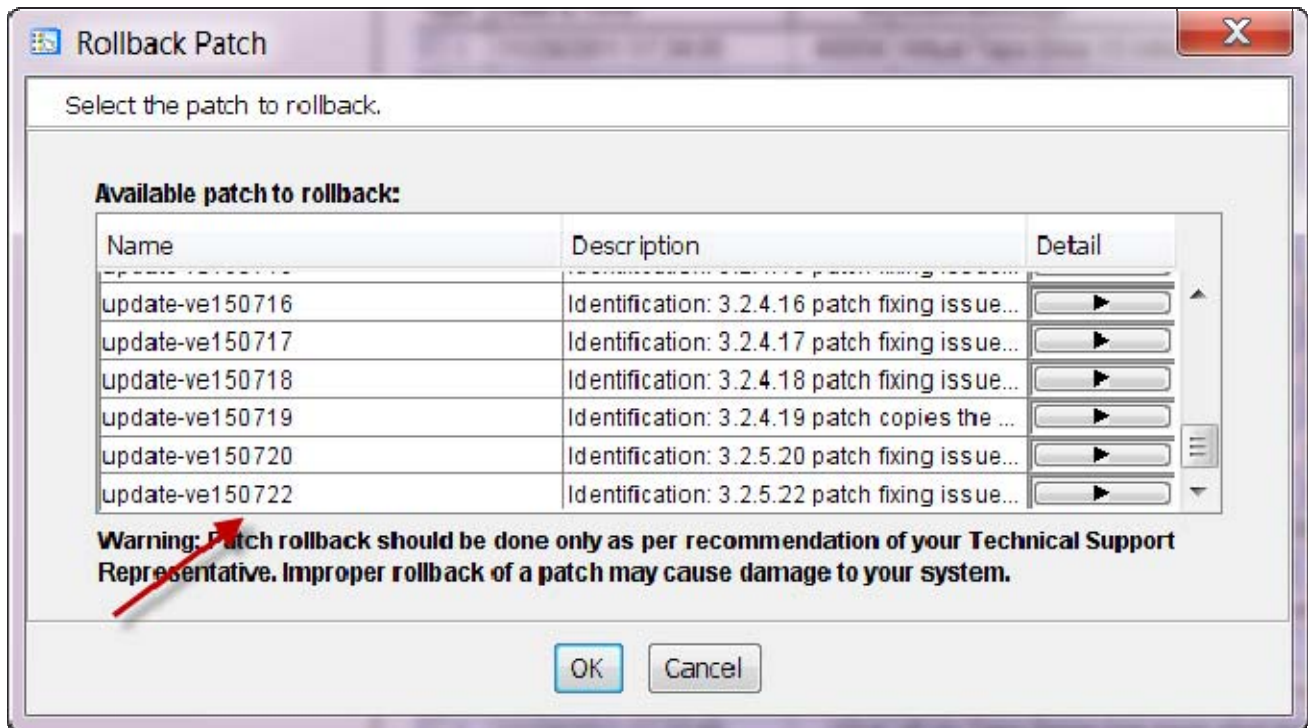 Rollback Patch
Select the patch to rollback.
Available patch to rollback:
Name Description Detail
update-ve150716 Identification: 3.2.4.16 patch fixing issue...
update-ve150717 Identification: 3.2.4.17 patch fixing issue...
update-ve150718 Identification: 3.2.4.18 patch fixing issue...
update-ve150719 Identification: 3.2.4.19 patch copies the ...
update-ve150720 Identification: 3.2.5.20 patch fixing issue...
update-ve150722 Identification: 3.2.5.22 patch fixing issue...
Warning: Patch rollback should be done only as per recommendation of your Technical Support
Representative. Improper rollback of a patch may cause damage to your system.
OK Cancel